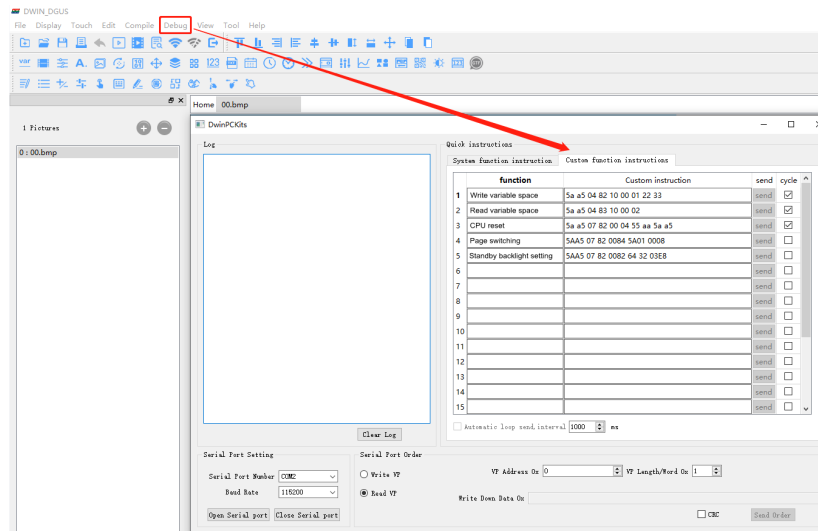 DWIN_DGUS
File Display Touch Edit Compile Debug View Tool Help
Var A. 123
Home 00.bmp
1 Pictures
0 : 00.bmp
DwinPCKits
Log
Quick instructions
System function instruction Custom function instructions
function Custom instruction send cycle
1 Write variable space 5a a5 04 82 10 00 01 22 33 send
2 Read variable space 5a a5 04 83 10 00 02 send
3 CPU reset 5a a5 07 82 00 04 55 aa 5a a5 send
4 Page switching 5AA5 07 82 0084 5A01 0008 send
5 Standby backlight setting 5AA5 07 82 0082 64 32 03E8 send
6 send
7 send
8 send
9 send
10 send
11 send
12 send
13 send
14 send
15 send
Automatic loop send,interval 1000 ms
Clear Log
Serial Port Setting
Serial Port Number COM2
Baud Rate 115200
Open Serial port Close Serial port
Serial Port Order
Write VP
Read VP
VP Address 0x 0 VP Length/Word 0x 1
Write Down Data 0x
CRC Send Order